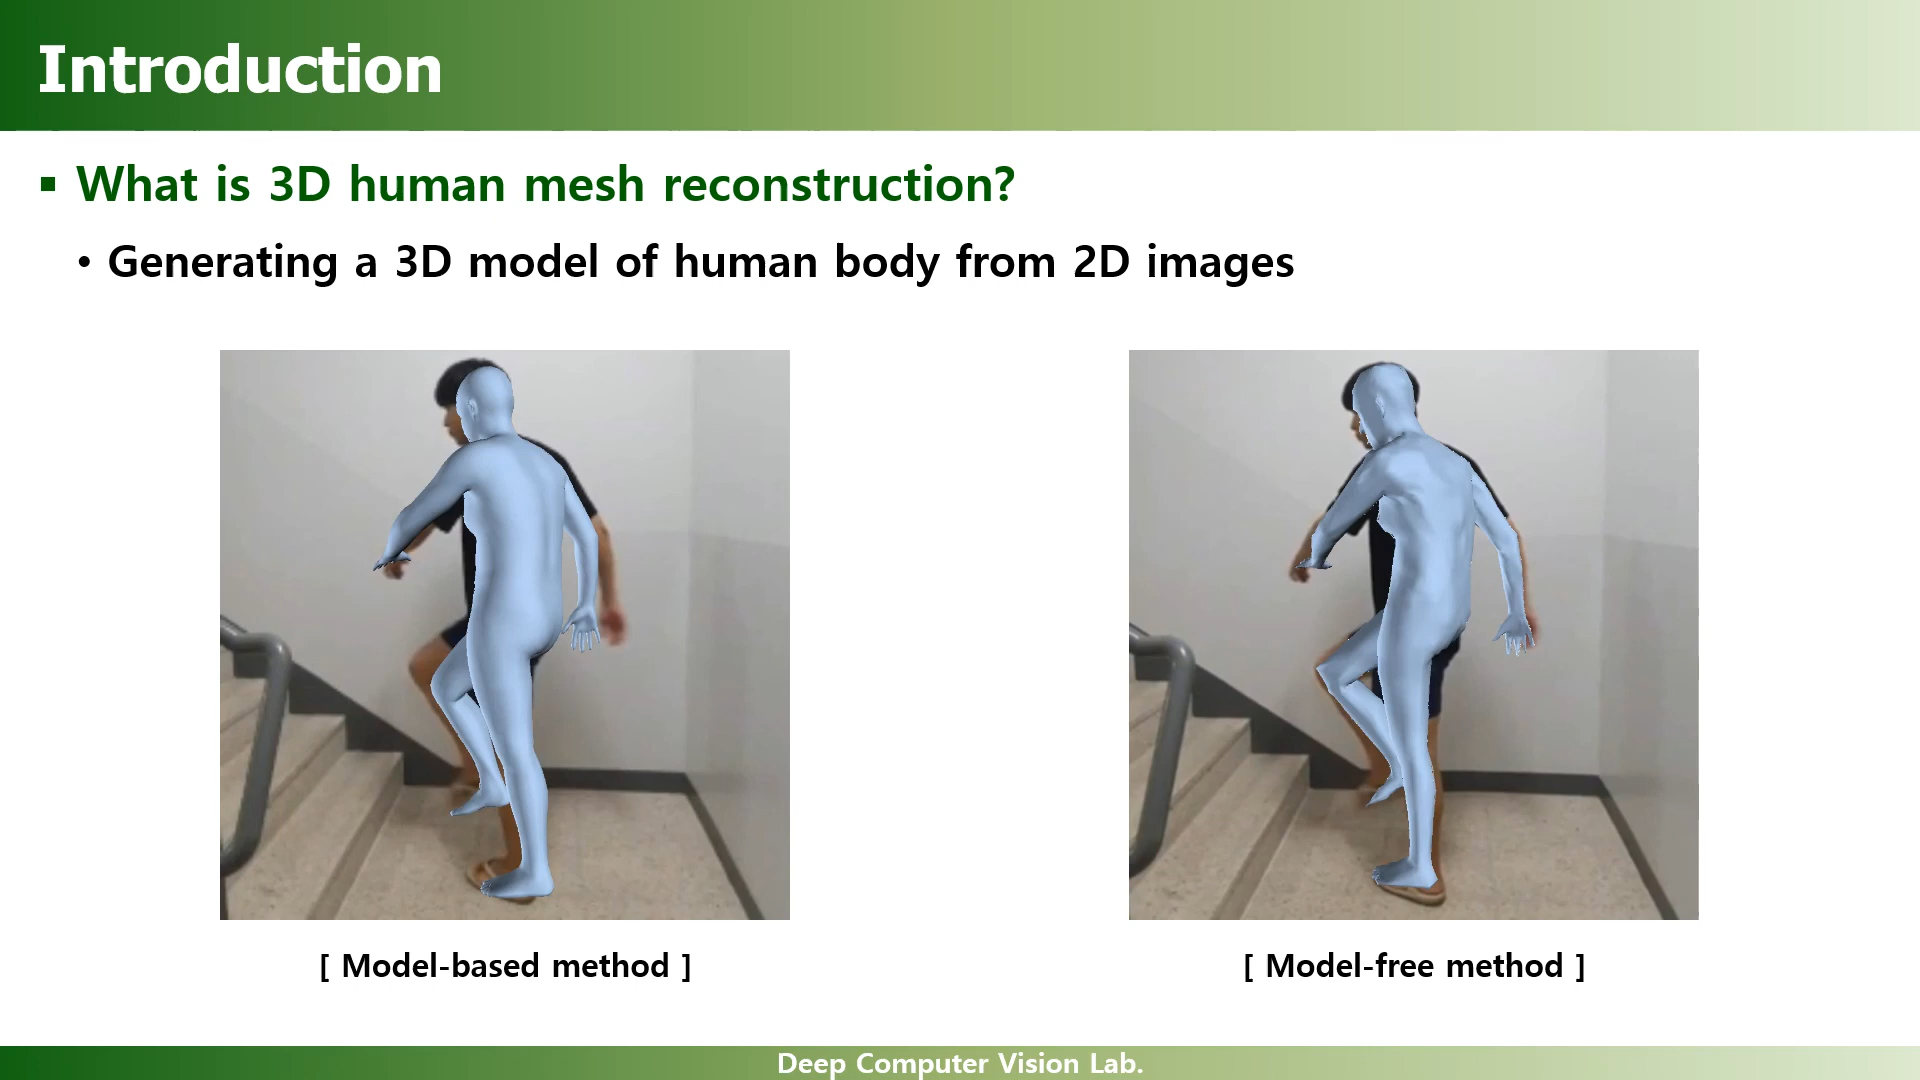 Introduction
▪ What is 3D human mesh reconstruction?
• Generating a 3D model of human body from 2D images
[ Model-based method ]
[ Model-free method ]
Deep Computer Vision Lab.